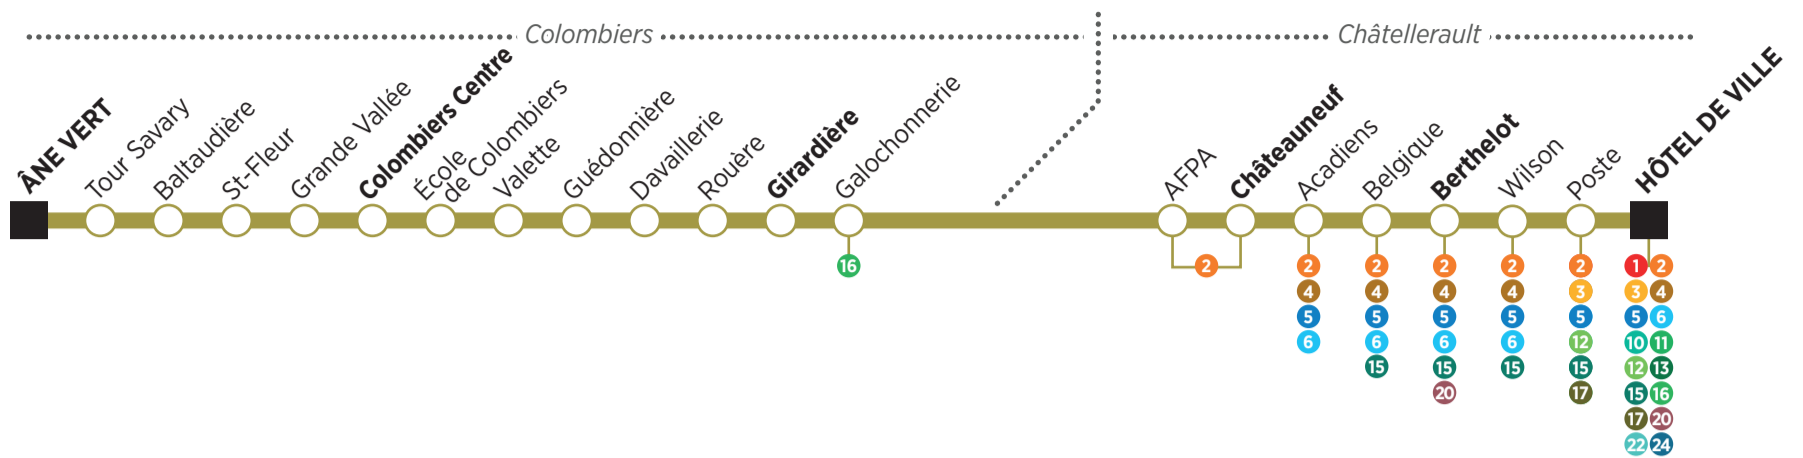 Colombiers
Châtellerault
ÂNE VERT
Tour Savary
Baltaudière
St-Fleur
Grande Vallée
Colombiers Centre
École
de Colombiers
Valette
Guédonnière
Davaillerie
Rouère
Girardière
Galochonnerie
AFPA
Châteauneuf
Acadiens
Belgique
Berthelot
Wilson
Poste
HÔTEL DE VILLE
16
2
2
4
5
6
2
4
5
6
15
2
4
5
6
15
20
2
4
5
6
15
2
3
5
12
15
17
1 2
3 4
5 6
10 11
12 13
15 16
17 20
22 24